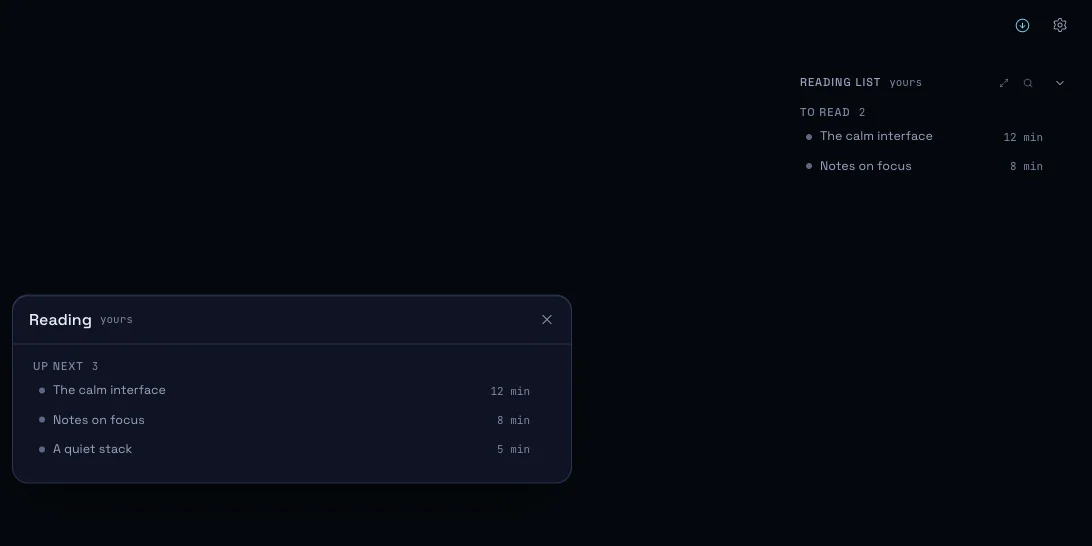 READING LIST yours
TO READ 2
The calm interface 12 min
Notes on focus 8 min
Reading yours
UP NEXT 3
The calm interface 12 min
Notes on focus 8 min
A quiet stack 5 min